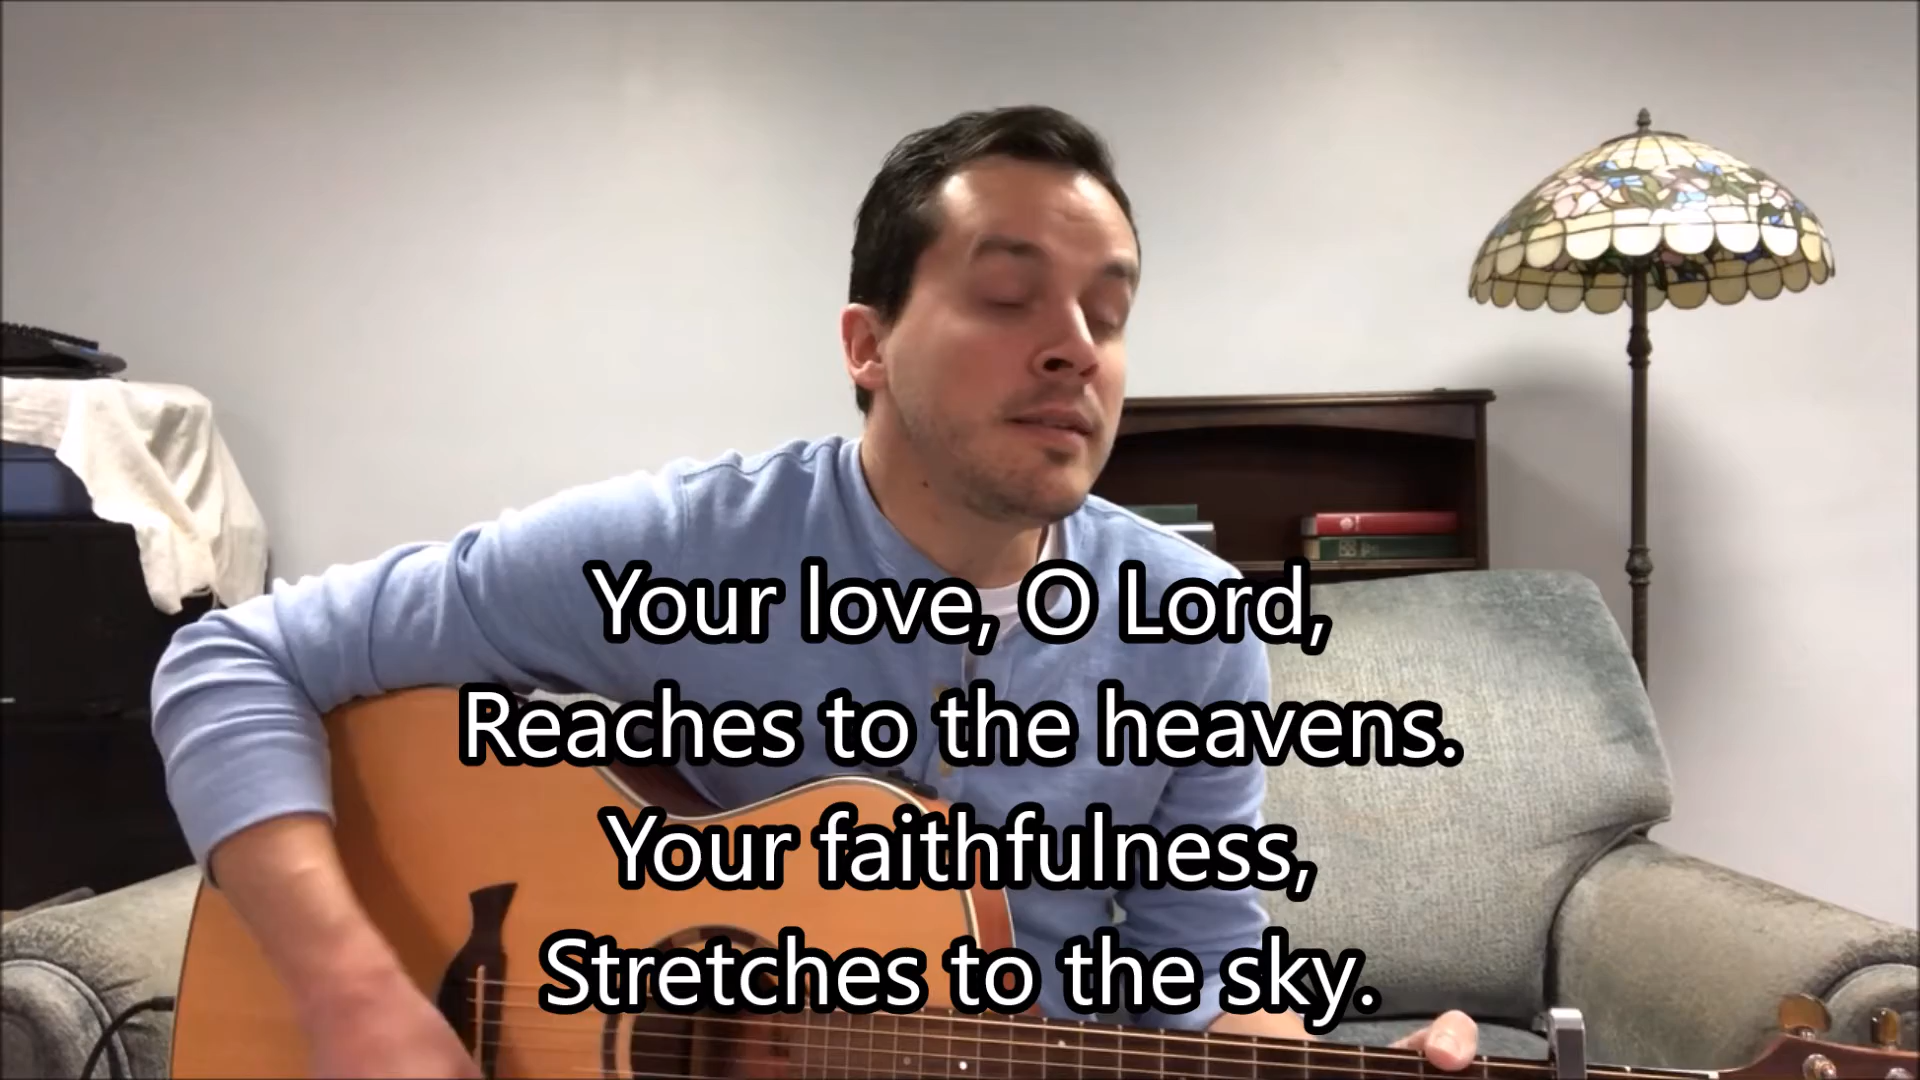 Your love, O Lord,
Reaches to the heavens.
Your faithfulness,
Stretches to the sky.